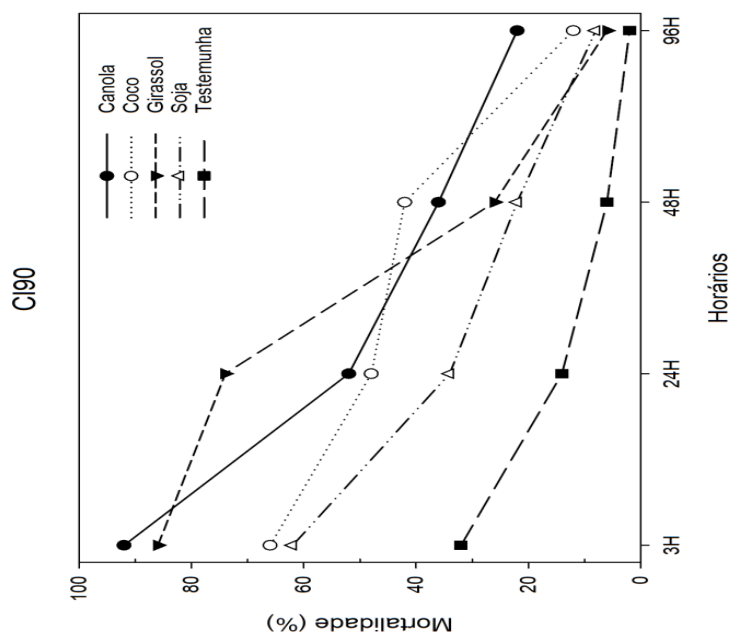 CI90
Canola
Coco
Girassol
Soja
Testemunha
100
80
60
40
20
0
Mortalidade (%)
3H
24H
48H
96H
Horários